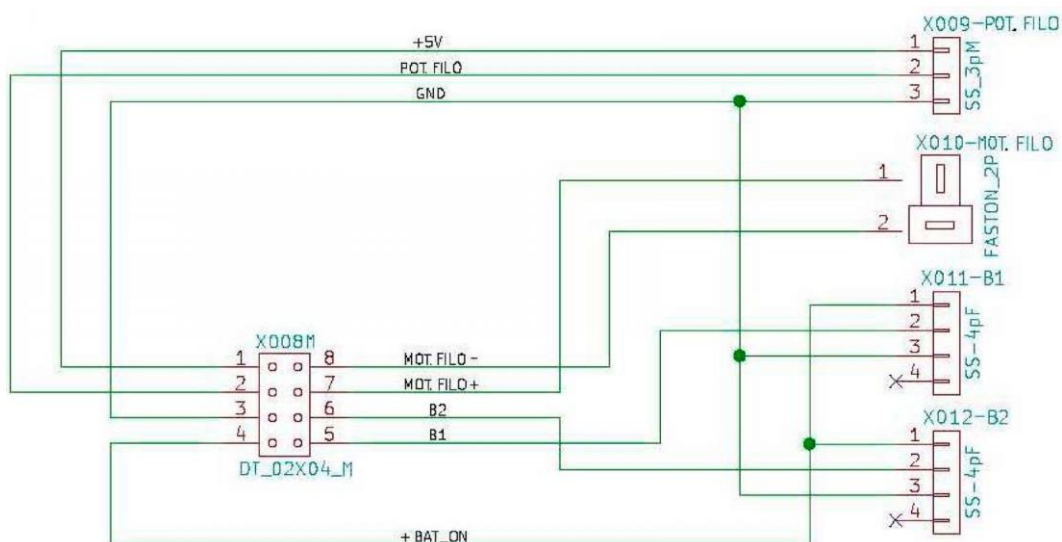 X009-POT. FILO
+5V
1
POT. FILO
2
GND
3
SS_3pM
X010-MOT. FILO
1
2
FASTON_2P
X011-B1
1
2
3
4
SS-4pF
X008M
1
8
MOT. FILO -
2
7
MOT. FILO+
3
6
B2
4
5
B1
DT_02X04_M
X012-B2
1
2
3
4
SS-4pF
+ BAT_ON